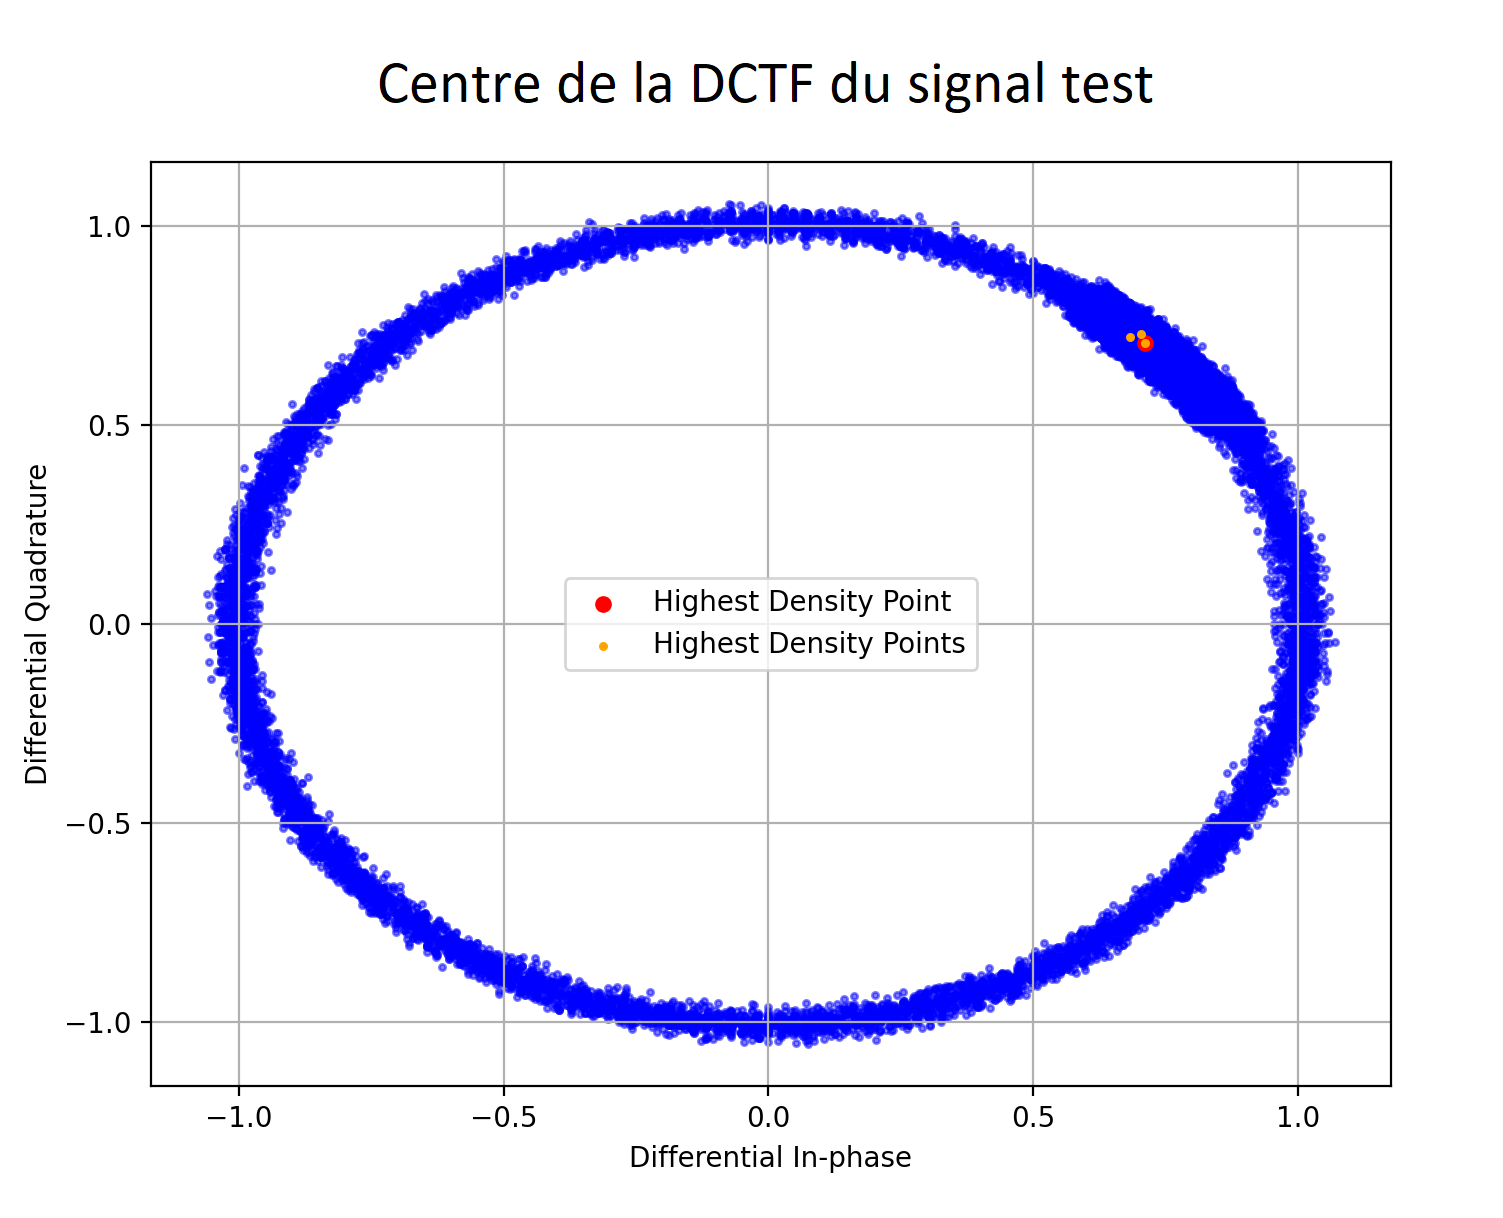 Centre de la DCTF du signal test
1.0
0.5
0.0
−0.5
−1.0
Differential Quadrature
Highest Density Point
Highest Density Points
−1.0 −0.5 0.0 0.5 1.0
Differential In-phase